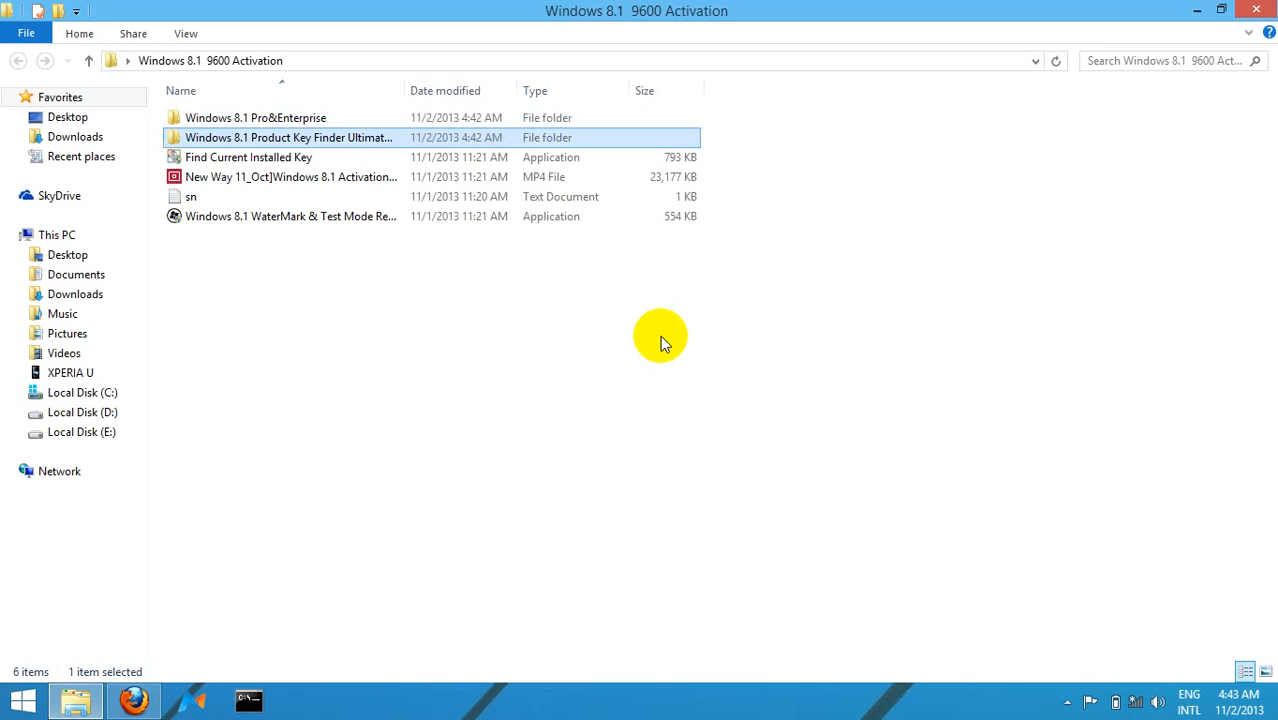 Windows 8.1  9600 Activation
File
Home
Share
View
Windows 8.1  9600 Activation
Search Windows 8.1  9600 Act...
Name
Date modified
Type
Size
Favorites
Desktop
Downloads
Recent places
SkyDrive
This PC
Desktop
Documents
Downloads
Music
Pictures
Videos
XPERIA U
Local Disk (C:)
Local Disk (D:)
Local Disk (E:)
Network
Windows 8.1 Pro&Enterprise 11/2/2013 4:42 AM File folder
Windows 8.1 Product Key Finder Ultimat... 11/2/2013 4:42 AM File folder
Find Current Installed Key 11/1/2013 11:21 AM Application 793 KB
New Way 11_Oct]Windows 8.1 Activation... 11/1/2013 11:21 AM MP4 File 23,177 KB
sn 11/1/2013 11:20 AM Text Document 1 KB
Windows 8.1 WaterMark & Test Mode Re... 11/1/2013 11:21 AM Application 554 KB
6 items
1 item selected
C:\
ENG
INTL
4:43 AM
11/2/2013